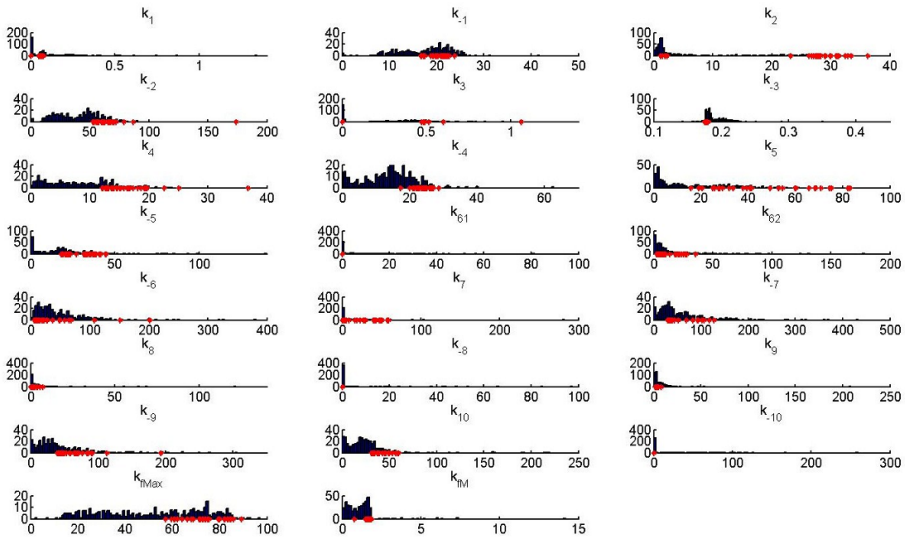 k1 k-1 k2
200 100 0 0 0.5 1
40 20 0 0 10 20 30 40 50
100 50 0 0 10 20 30 40
k-2 k3 k-3
40 20 0 0 50 100 150 200
200 100 0 0 0.5 1
100 50 0 0.1 0.2 0.3 0.4
k4 k-4 k5
40 20 0 0 10 20 30 40
20 10 0 0 20 40 60
50 0 0 20 40 60 80 100
k-5 k61 k62
100 50 0 0 50 100
400 200 0 0 20 40 60 80 100
100 50 0 0 50 100 150 200
k-6 k7 k-7
40 20 0 0 100 200 300 400
400 200 0 0 100 200 300
40 20 0 0 100 200 300 400 500
k8 k-8 k9
400 200 0 0 50 100
400 200 0 0 50 100 150 200 250
200 100 0 0 50 100 150 200 250
k-9 k10 k-10
40 20 0 0 100 200 300
40 20 0 0 50 100 150 200 250
400 200 0 0 100 200 300
kfMax kfM
20 10 0 0 20 40 60 80 100
50 0 0 5 10 15